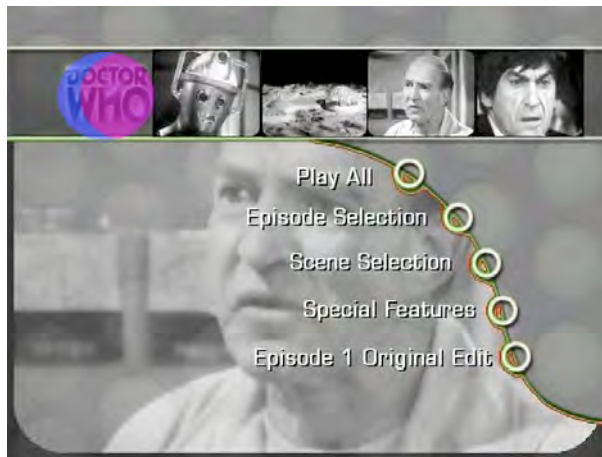 DOCTOR
WHO
Play All
Episode Selection
Scene Selection
Special Features
Episode 1 Original Edit